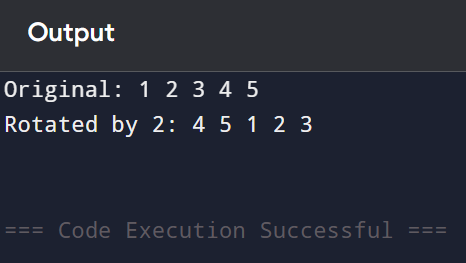 Output
Original: 1 2 3 4 5
Rotated by 2: 4 5 1 2 3
=== Code Execution Successful ===